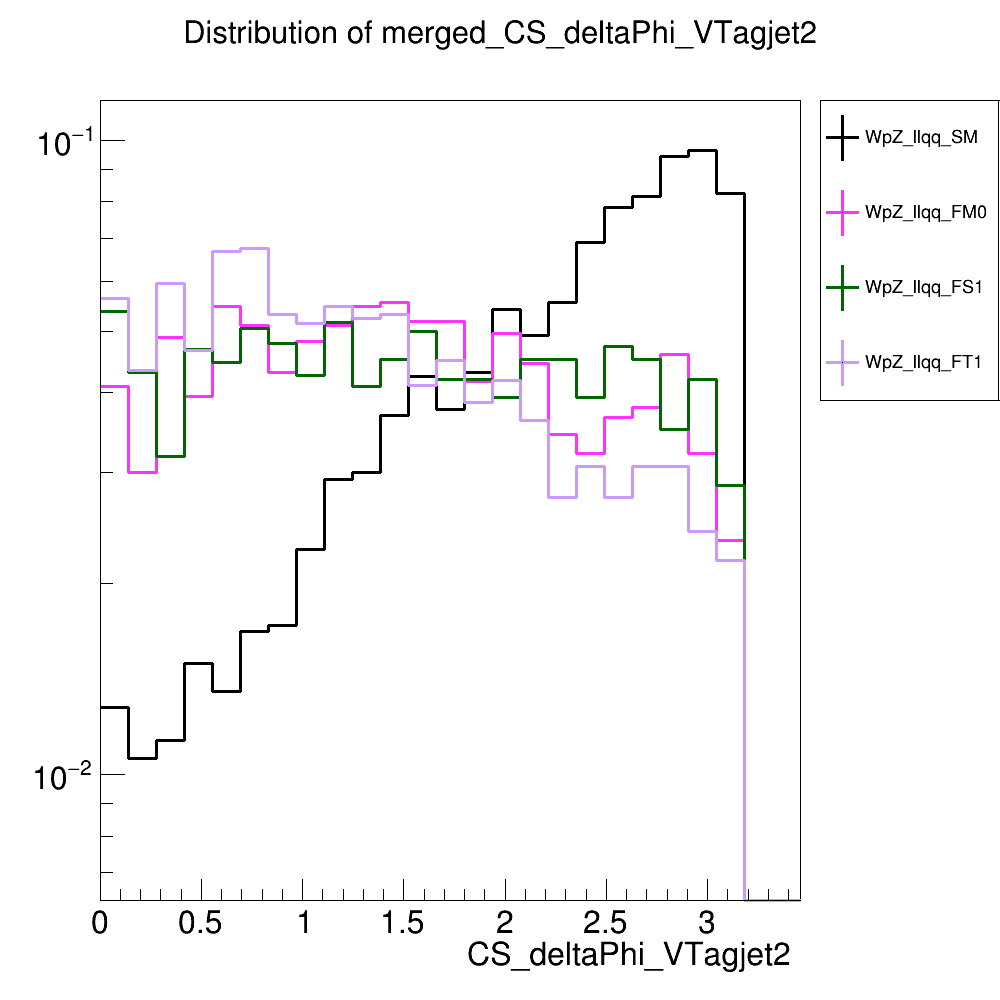 Distribution of merged_CS_deltaPhi_VTagjet2
10−1
10−2
0 0.5 1 1.5 2 2.5 3
CS_deltaPhi_VTagjet2
WpZ_llqq_SM
WpZ_llqq_FM0
WpZ_llqq_FS1
WpZ_llqq_FT1